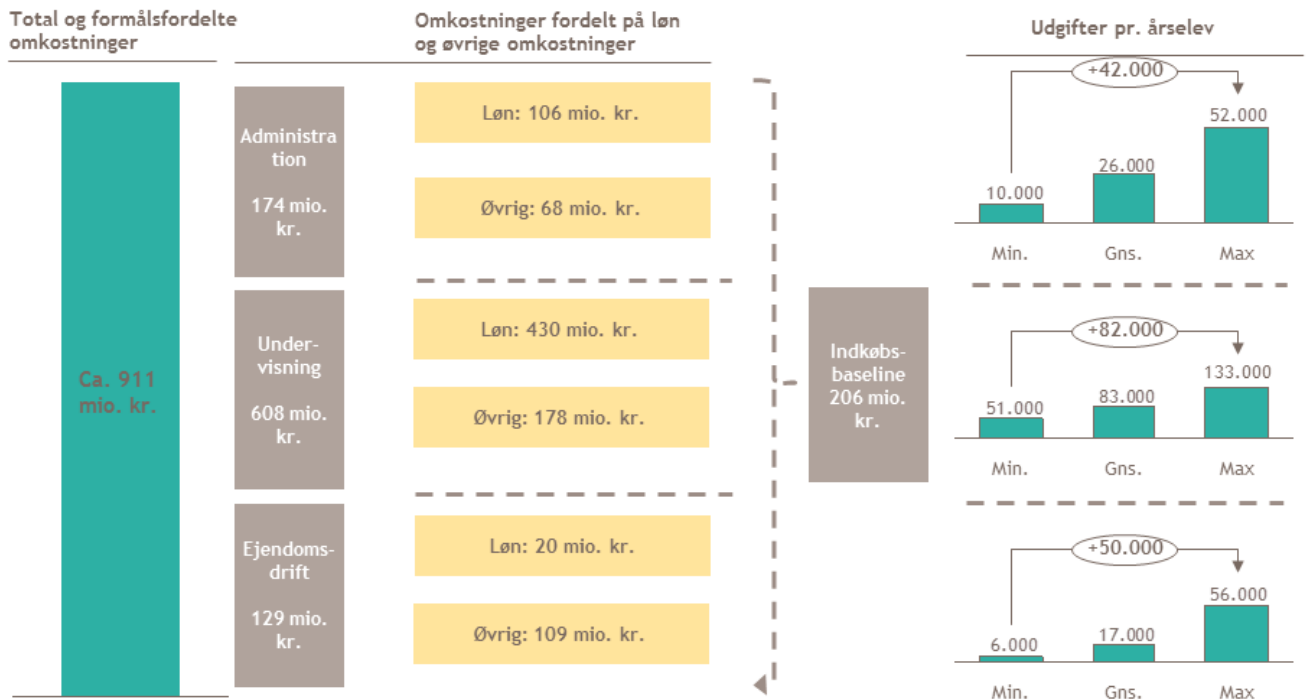 Total og formålsfordelte
omkostninger
Omkostninger fordelt på løn
og øvrige omkostninger
Udgifter pr. årselev
Ca. 911
mio. kr.
Administra
tion
174 mio.
kr.
Løn: 106 mio. kr.
Øvrig: 68 mio. kr.
Under-
visning
608 mio.
kr.
Løn: 430 mio. kr.
Øvrig: 178 mio. kr.
Ejendoms-
drift
129 mio.
kr.
Løn: 20 mio. kr.
Øvrig: 109 mio. kr.
Indkøbs-
baseline
206 mio.
kr.
+42.000
10.000
26.000
52.000
Min.
Gns.
Max
+82.000
51.000
83.000
133.000
Min.
Gns.
Max
+50.000
6.000
17.000
56.000
Min.
Gns.
Max